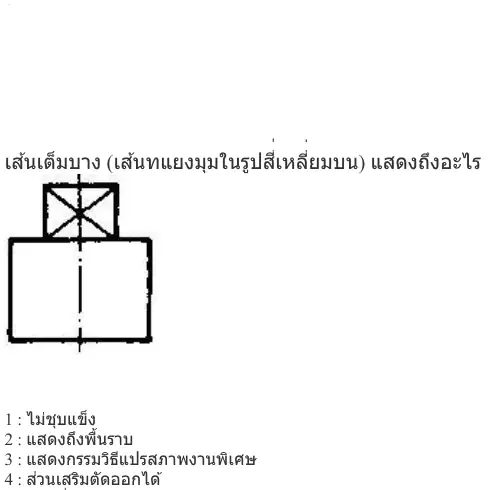 เส้นเต็มบาง (เส้นทแยงมุมในรูปสี่เหลี่ยมบน) แสดงถึงอะไร
1 : ไม่ชุบแข็ง
2 : แสดงถึงพื้นราบ
3 : แสดงกรรมวิธีแปรสภาพงานพิเศษ
4 : ส่วนเสริมตัดออกได้